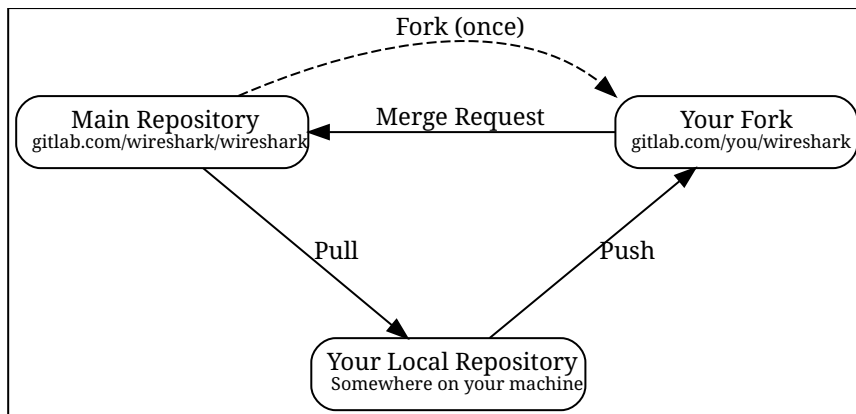 Fork (once)
Main Repository
gitlab.com/wireshark/wireshark
Merge Request
Your Fork
gitlab.com/you/wireshark
Pull
Push
Your Local Repository
Somewhere on your machine